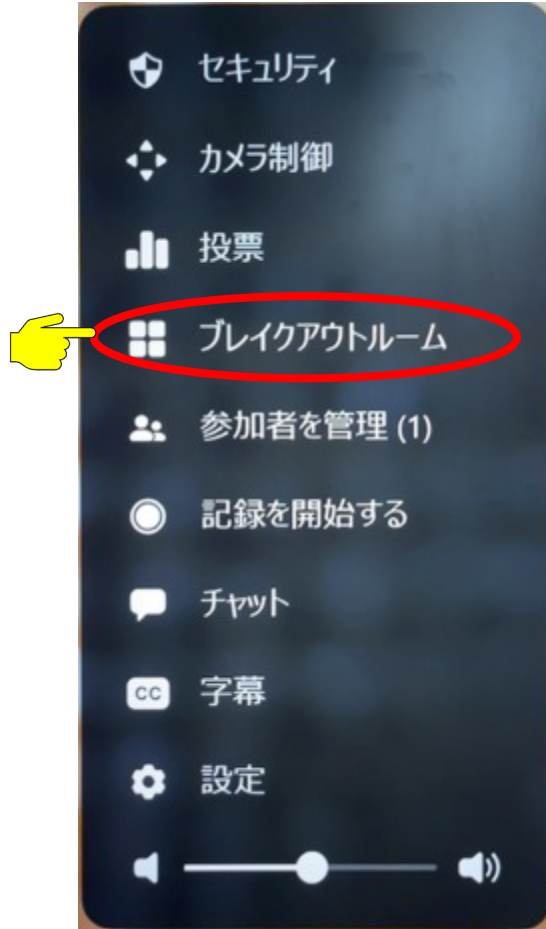 セキュリティ
カメラ制御
投票
ブレイクアウトルーム
参加者を管理 (1)
記録を開始する
チャット
CC 字幕
設定